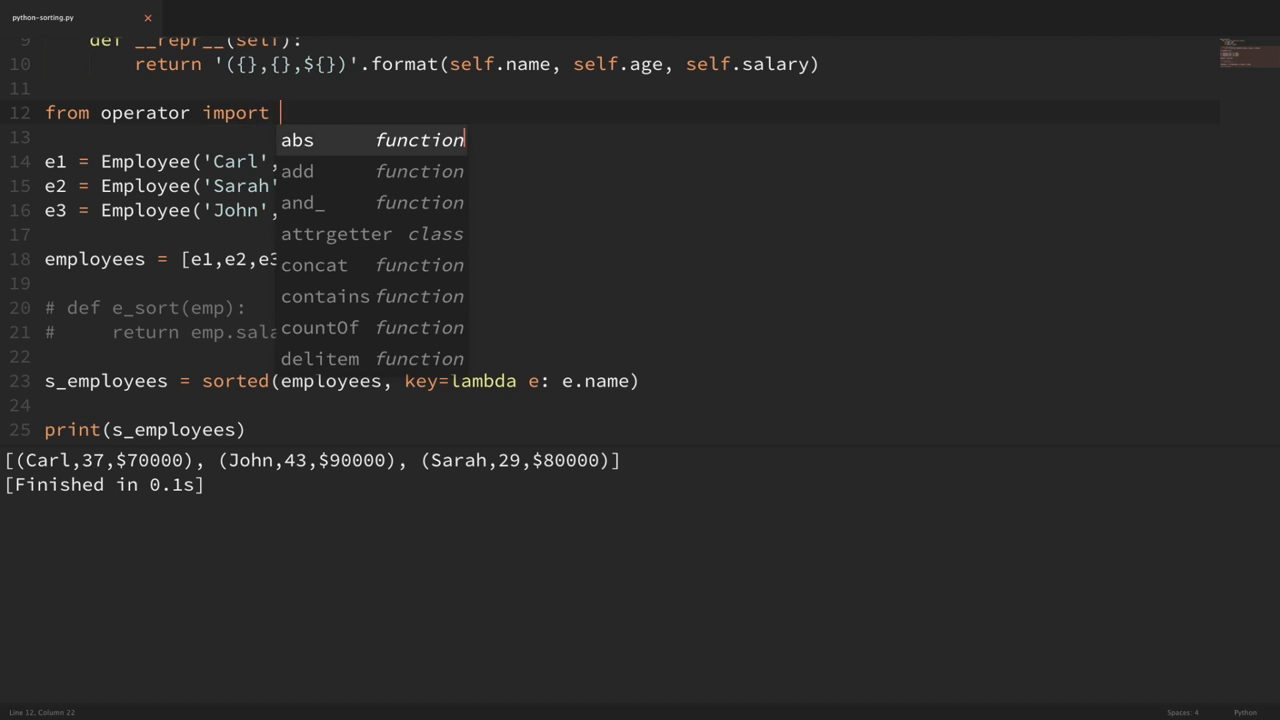 python-sorting.py ×
9 def __repr__(self):
10 return '({},{},${})'.format(self.name, self.age, self.salary)
11
12 from operator import
13 abs function
14 e1 = Employee('Carl', add function
15 e2 = Employee('Sarah' and_ function
16 e3 = Employee('John',
17 attrgetter class
18 employees = [e1,e2,e3 concat function
19 contains function
20 # def e_sort(emp):
21 # return emp.sala countOf function
22 delitem function
23 s_employees = sorted(employees, key=lambda e: e.name)
24
25 print(s_employees)
[(Carl,37,$70000), (John,43,$90000), (Sarah,29,$80000)]
[Finished in 0.1s]
Line 12, Column 22 Spaces: 4 Python